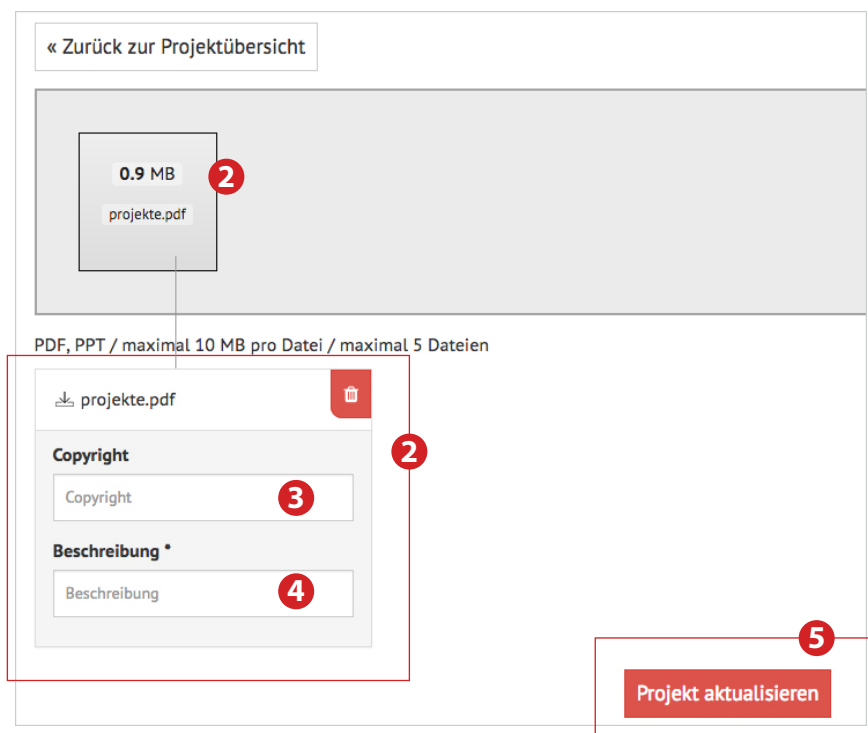 « Zurück zur Projektübersicht
0.9 MB
2
projekte.pdf
PDF, PPT / maximal 10 MB pro Datei / maximal 5 Dateien
projekte.pdf
2
Copyright
Copyright
3
Beschreibung *
Beschreibung
4
5
Projekt aktualisieren